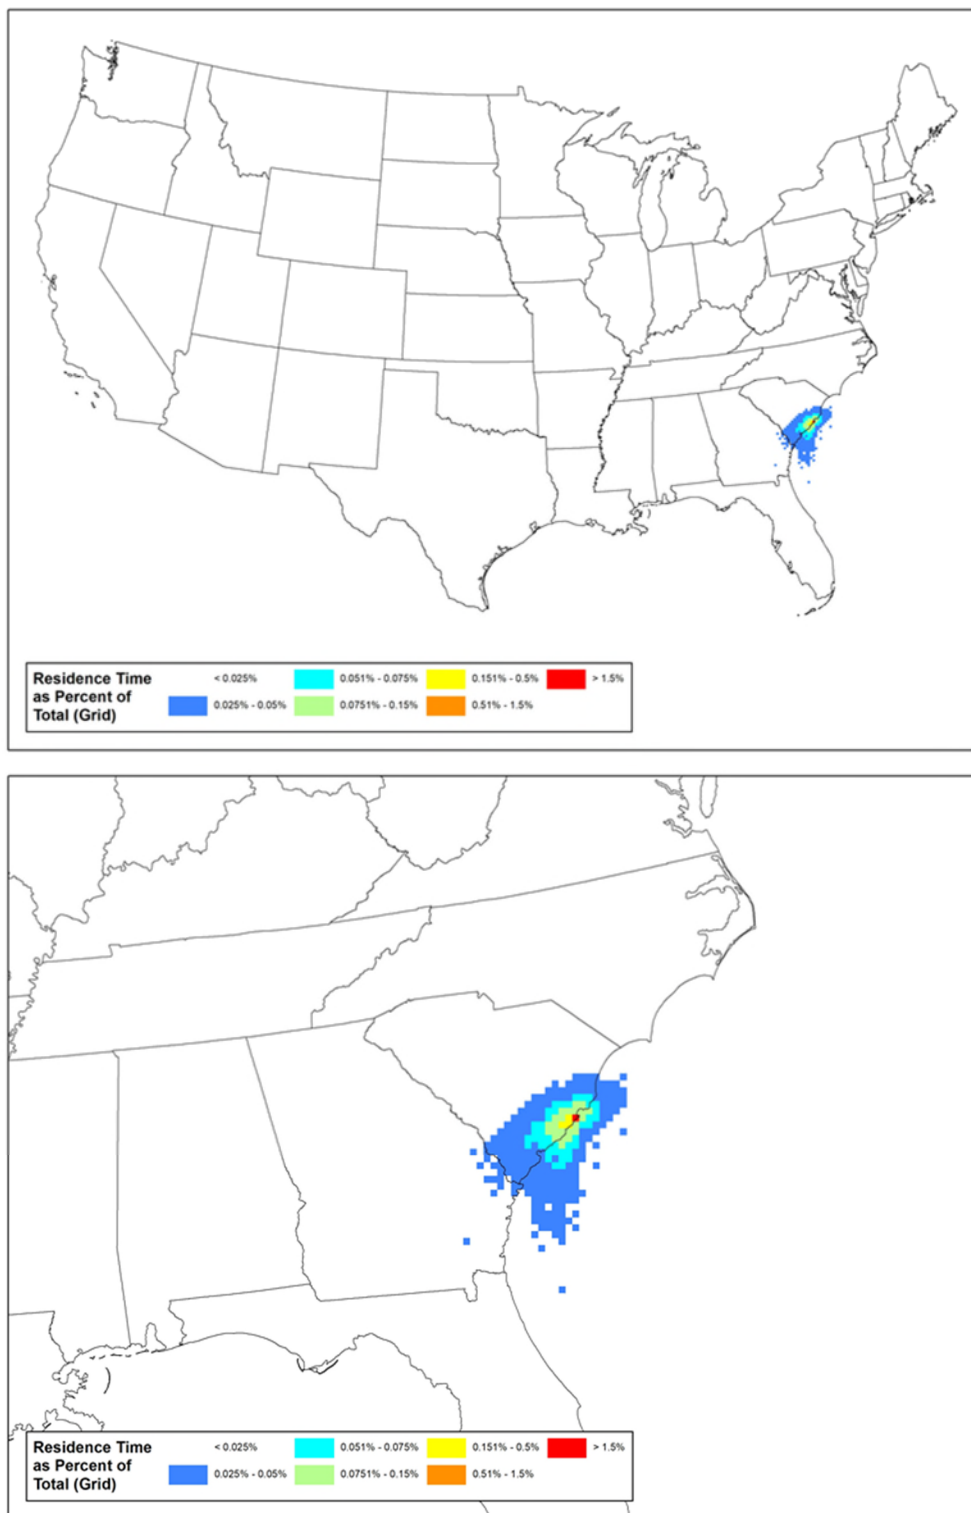 Residence Time
as Percent of
Total (Grid)
< 0.025%
0.051% - 0.075%
0.151% - 0.5%
> 1.5%
0.025% - 0.05%
0.0751% - 0.15%
0.51% - 1.5%
Residence Time
as Percent of
Total (Grid)
< 0.025%
0.051% - 0.075%
0.151% - 0.5%
> 1.5%
0.025% - 0.05%
0.0751% - 0.15%
0.51% - 1.5%